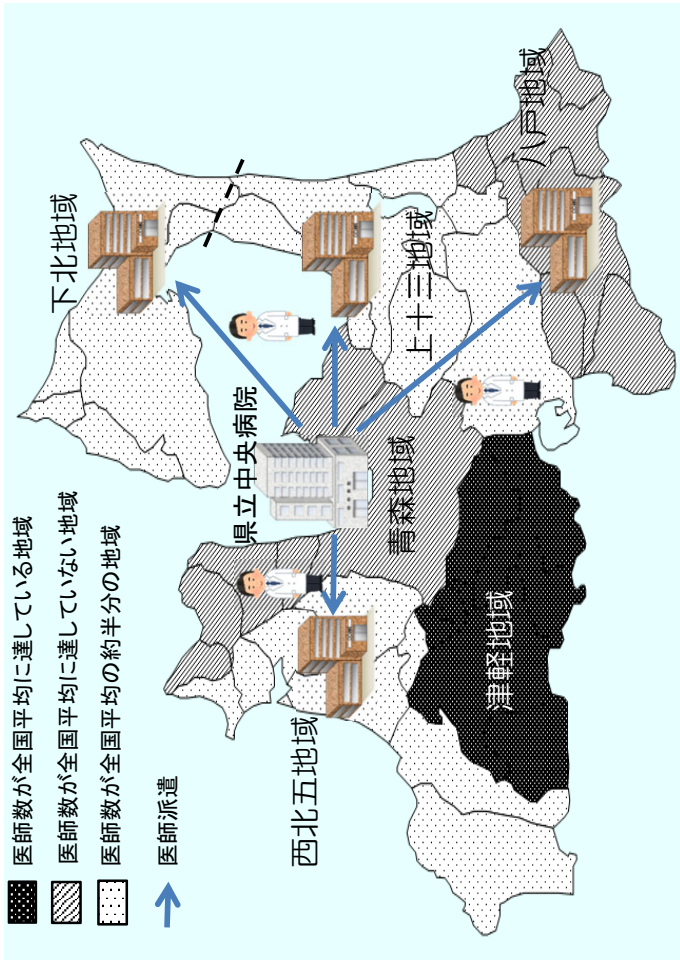 医師数が全国平均に達している地域
医師数が全国平均に達していない地域
医師数が全国平均の約半分の地域
医師派遣
下北地域
県立中央病院
西北五地域
青森地域
上十三地域
八戸地域
津軽地域